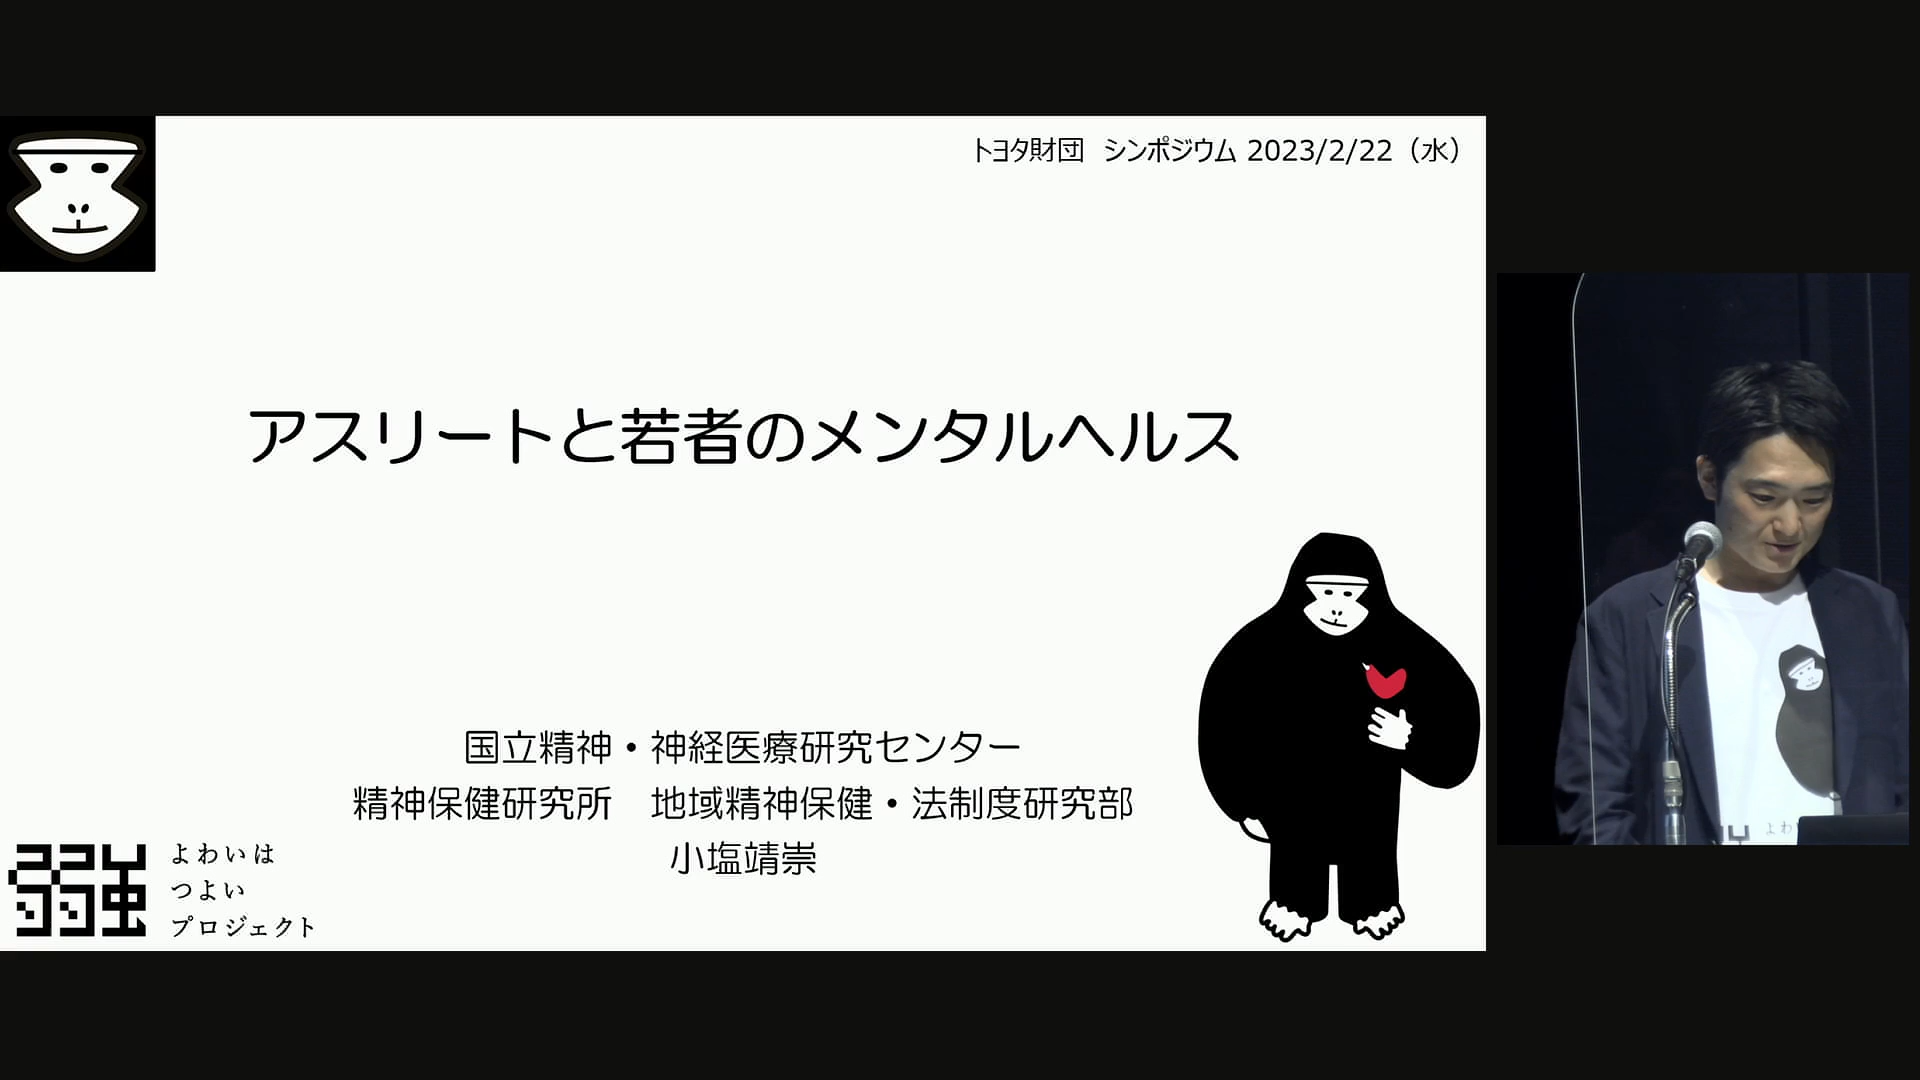 トヨタ財団 シンポジウム 2023/2/22（水）
アスリートと若者のメンタルヘルス
国立精神・神経医療研究センター
精神保健研究所 地域精神保健・法制度研究部
小塩靖崇
弱強
よわいは
つよい
プロジェクト
よわ